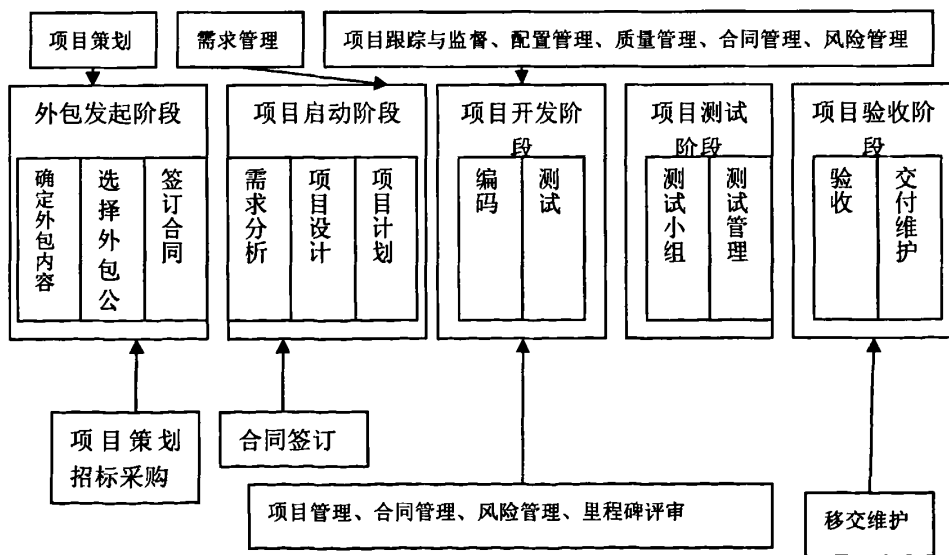 项目策划
需求管理
项目跟踪与监督、配置管理、质量管理、合同管理、风险管理
外包发起阶段
确定外包内容
选择外包公
签订合同
项目启动阶段
需求分析
项目设计
项目计划
项目开发阶
段
编码
测试
项目测试
阶段
测试小组
测试管理
项目验收阶
段
验收
交付维护
项目策划
招标采购
合同签订
项目管理、合同管理、风险管理、里程碑评审
移交维护